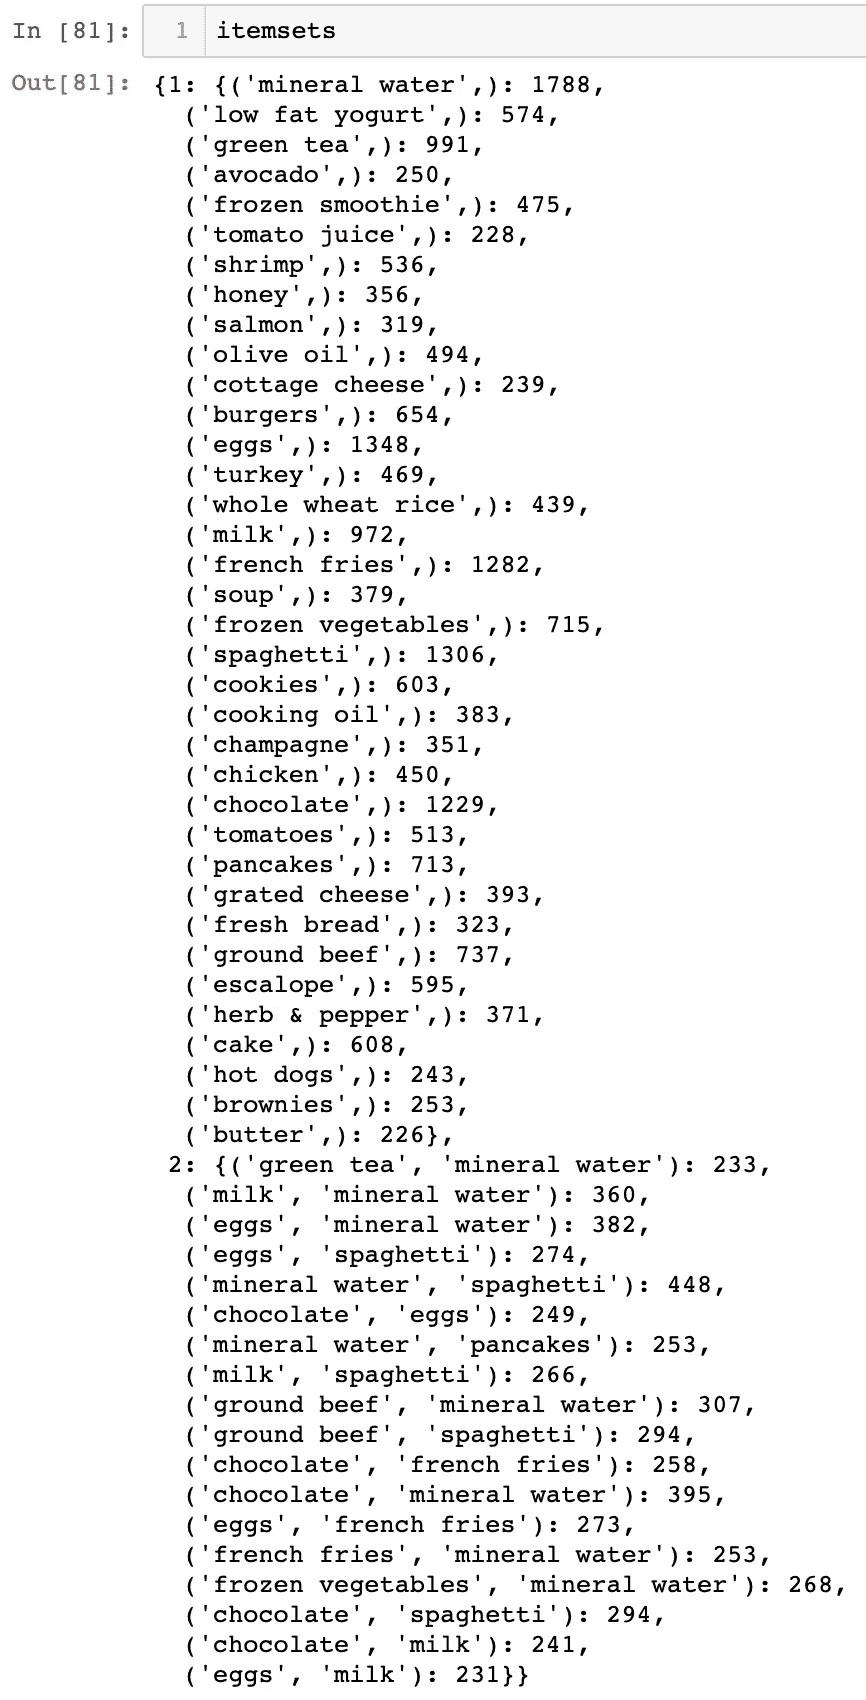 In [81]: 1 itemsets
Out[81]: {1: {('mineral water',): 1788,
('low fat yogurt',): 574,
('green tea',): 991,
('avocado',): 250,
('frozen smoothie',): 475,
('tomato juice',): 228,
('shrimp',): 536,
('honey',): 356,
('salmon',): 319,
('olive oil',): 494,
('cottage cheese',): 239,
('burgers',): 654,
('eggs',): 1348,
('turkey',): 469,
('whole wheat rice',): 439,
('milk',): 972,
('french fries',): 1282,
('soup',): 379,
('frozen vegetables',): 715,
('spaghetti',): 1306,
('cookies',): 603,
('cooking oil',): 383,
('champagne',): 351,
('chicken',): 450,
('chocolate',): 1229,
('tomatoes',): 513,
('pancakes',): 713,
('grated cheese',): 393,
('fresh bread',): 323,
('ground beef',): 737,
('escalope',): 595,
('herb & pepper',): 371,
('cake',): 608,
('hot dogs',): 243,
('brownies',): 253,
('butter',): 226},
2: {('green tea', 'mineral water'): 233,
('milk', 'mineral water'): 360,
('eggs', 'mineral water'): 382,
('eggs', 'spaghetti'): 274,
('mineral water', 'spaghetti'): 448,
('chocolate', 'eggs'): 249,
('mineral water', 'pancakes'): 253,
('milk', 'spaghetti'): 266,
('ground beef', 'mineral water'): 307,
('ground beef', 'spaghetti'): 294,
('chocolate', 'french fries'): 258,
('chocolate', 'mineral water'): 395,
('eggs', 'french fries'): 273,
('french fries', 'mineral water'): 253,
('frozen vegetables', 'mineral water'): 268,
('chocolate', 'spaghetti'): 294,
('chocolate', 'milk'): 241,
('eggs', 'milk'): 231}}